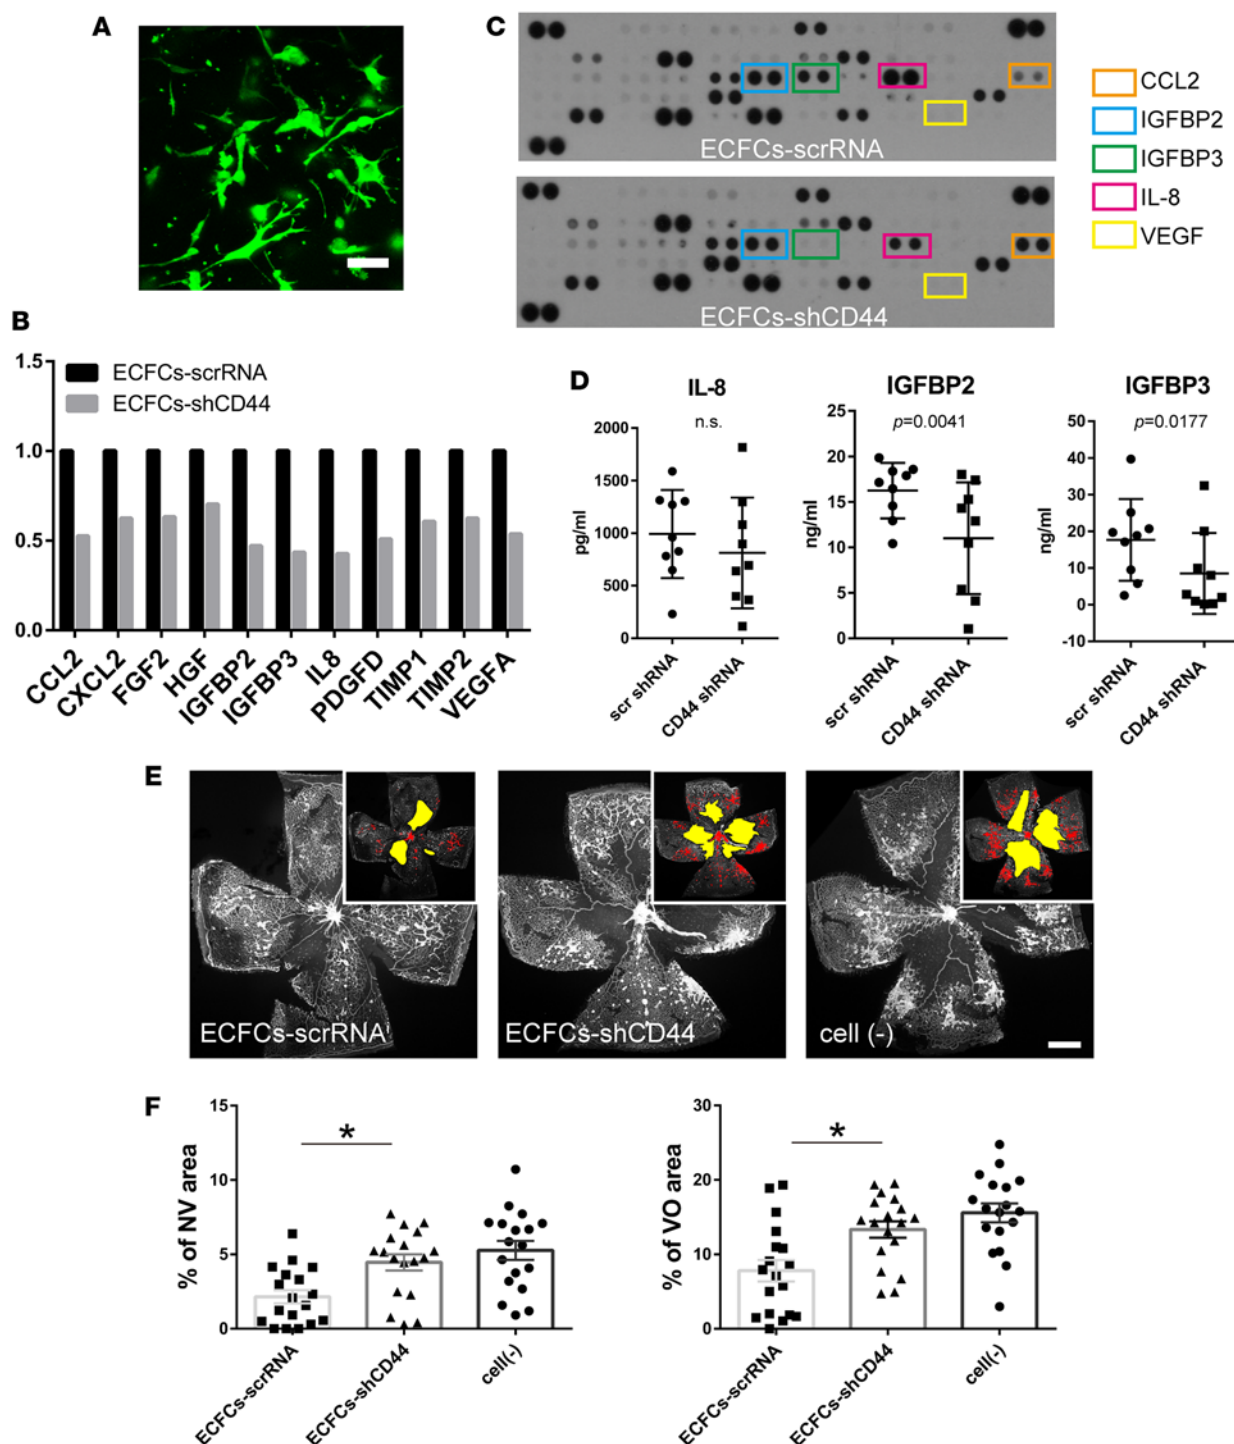 A
C
ECFCs-scrRNA
ECFCs-shCD44
CCL2
IGFBP2
IGFBP3
IL-8
VEGF
B
1.5
1.0
0.5
0.0
ECFCs-scrRNA
ECFCs-shCD44
CCL2
CXCL2
FGF2
HGF
IGFBP2
IGFBP3
IL8
PDGFD
TIMP1
TIMP2
VEGFA
D
IL-8
n.s.
pg/ml
2000
1500
1000
500
0
scr shRNA
CD44 shRNA
IGFBP2
p=0.0041
ng/ml
25
20
15
10
5
0
scr shRNA
CD44 shRNA
IGFBP3
p=0.0177
ng/ml
50
40
30
20
10
0
-10
scr shRNA
CD44 shRNA
E
ECFCs-scrRNA
ECFCs-shCD44
cell (-)
F
% of NV area
15
10
5
0
*
ECFCs-scrRNA
ECFCs-shCD44
cell(-)
% of VO area
30
20
10
0
*
ECFCs-scrRNA
ECFCs-shCD44
cell(-)